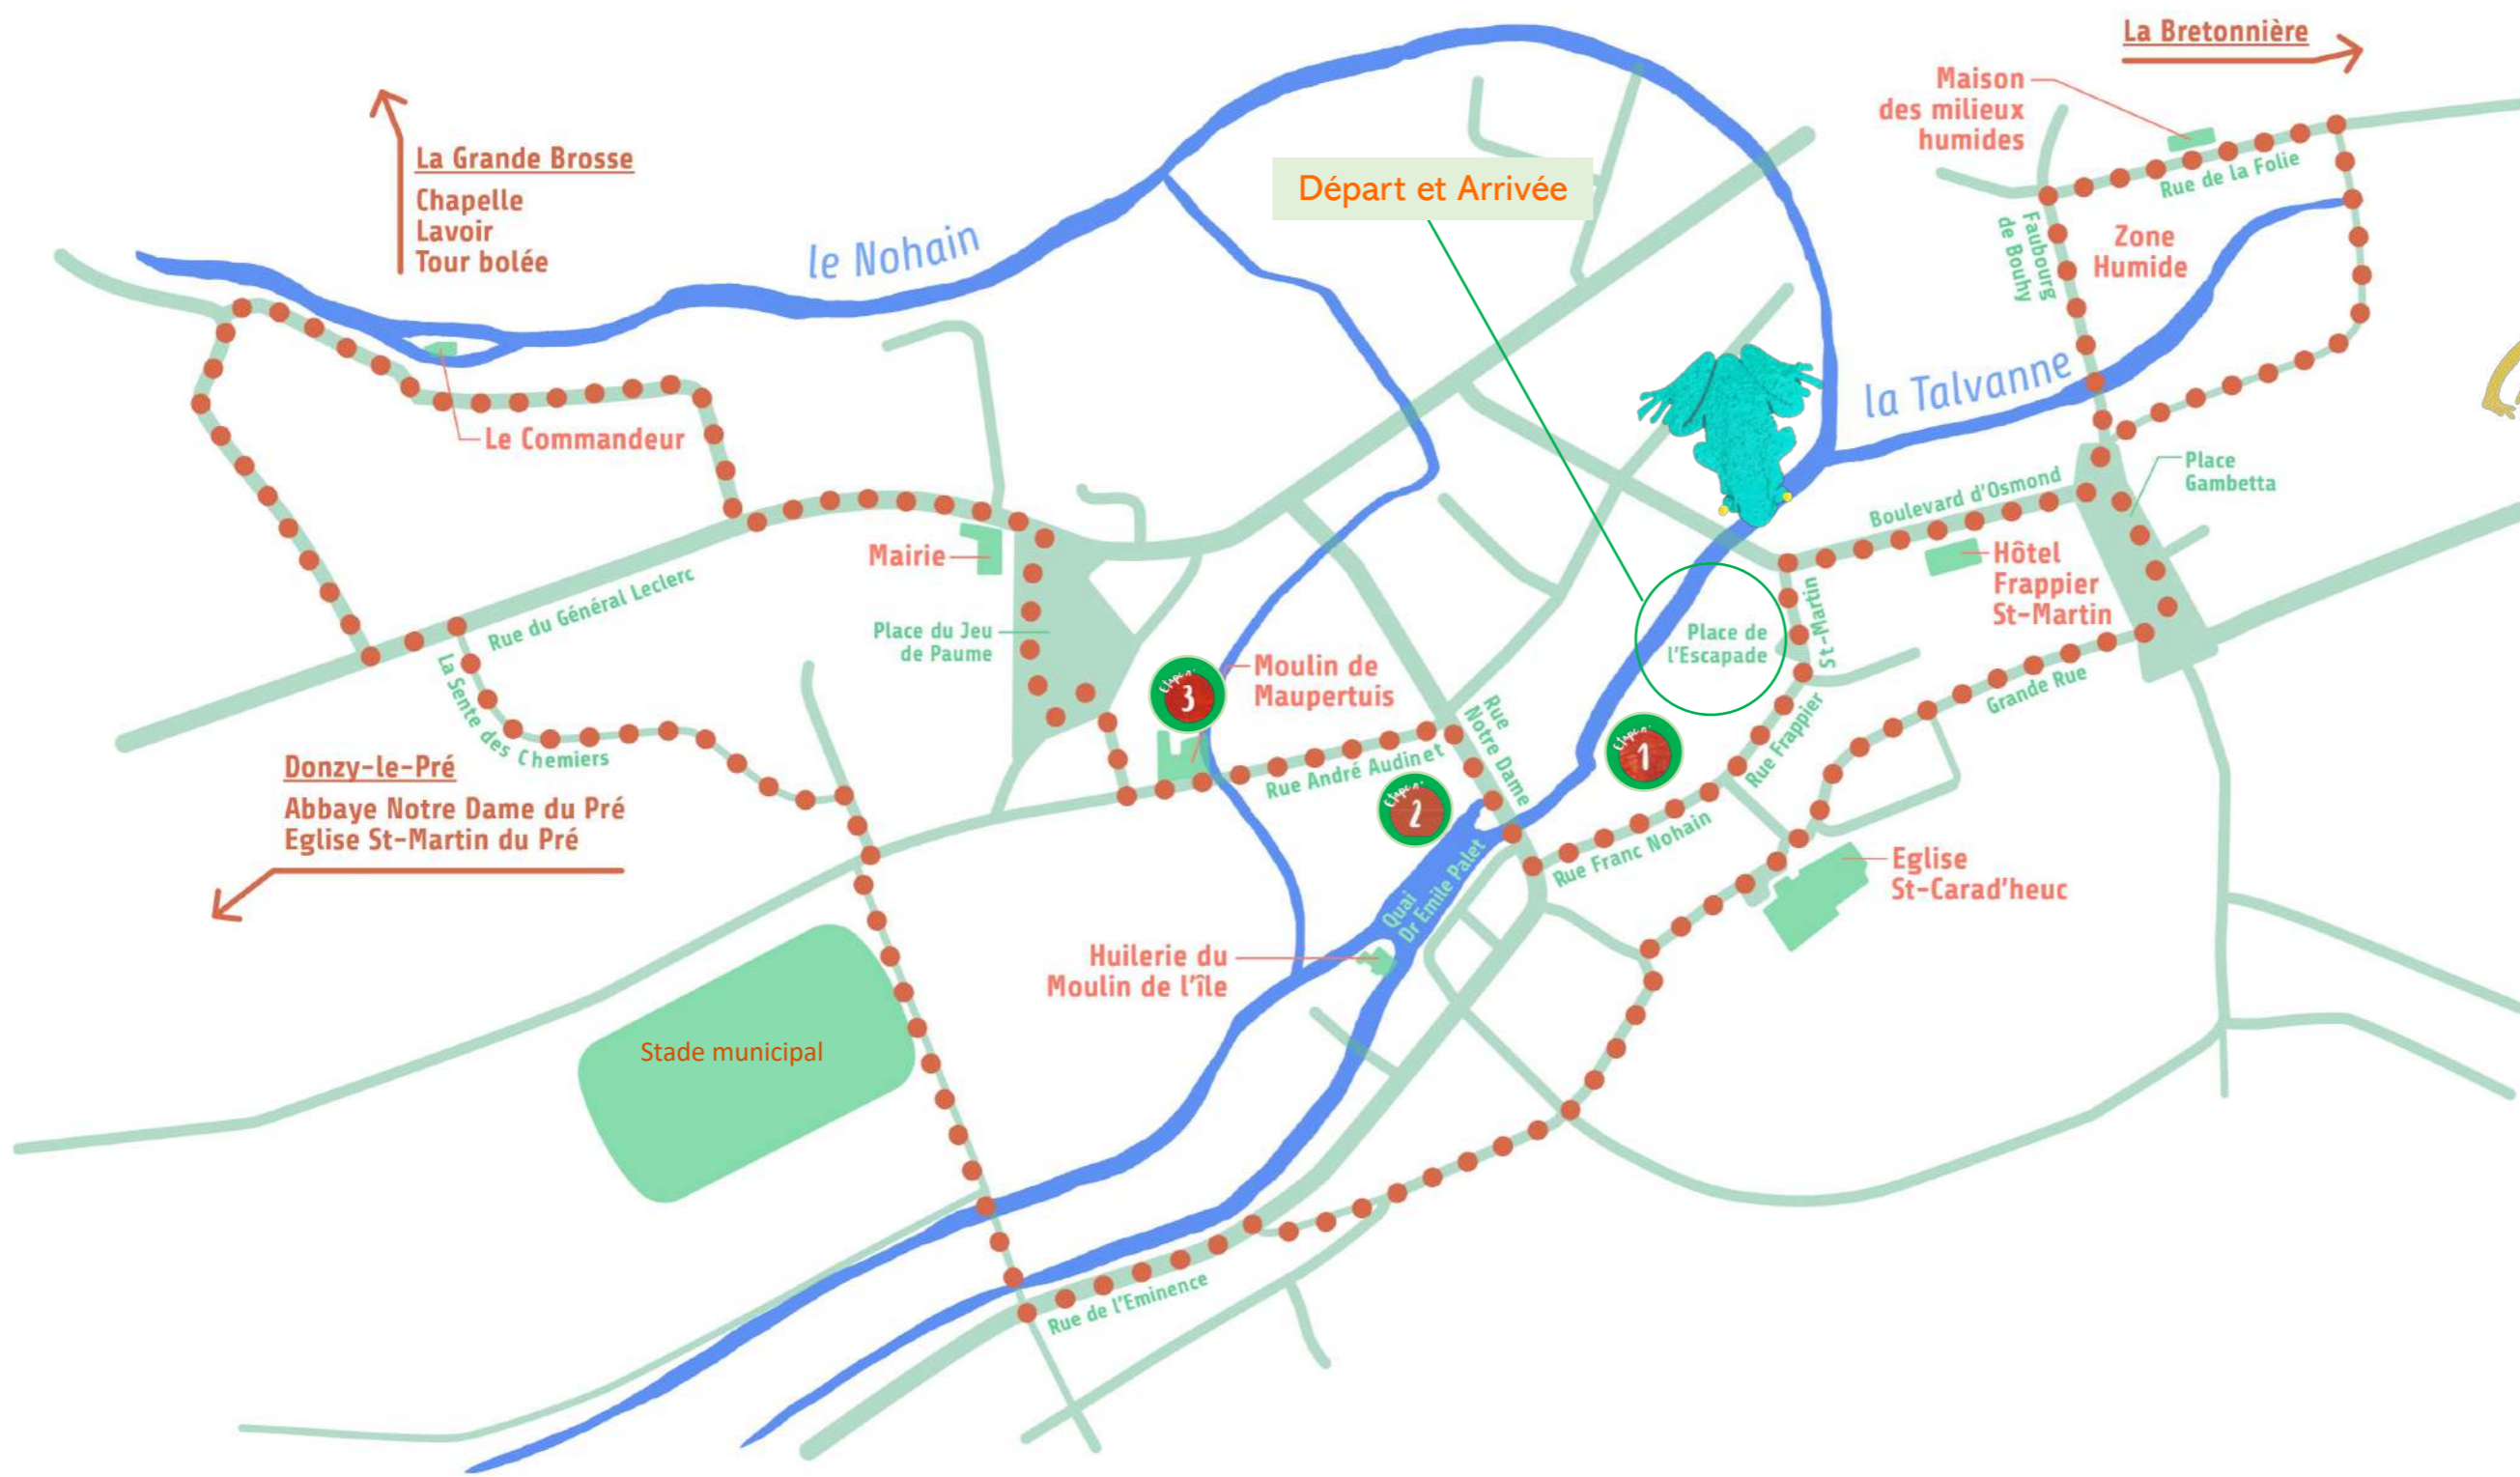 La Bretonnière
Maison
des milieux
humides
La Grande Brosse
Chapelle
Lavoir
Tour bolée
Départ et Arrivée
Rue de la Folie
le Nohain
Faubourg
de Bouhy
Zone
Humide
la Talvanne
Le Commandeur
Place
Gambetta
Boulevard d'Osmond
Mairie
Hôtel
Frappier
St-Martin
Rue du Général Leclerc
Place du Jeu
de Paume
Place de
l'Escapade
St-Martin
La Sente des Chemiers
Etape n°
3
Moulin de
Maupertuis
Rue
Notre Dame
Grande Rue
Rue Frappier
Etape n°
1
Donzy-le-Pré
Abbaye Notre Dame du Pré
Eglise St-Martin du Pré
Rue André Audinet
Etape n°
2
Rue Franc Nohain
Eglise
St-Carad'heuc
Quai
Dr Emile Palet
Huilerie du
Moulin de l'île
Stade municipal
Rue de l'Eminence